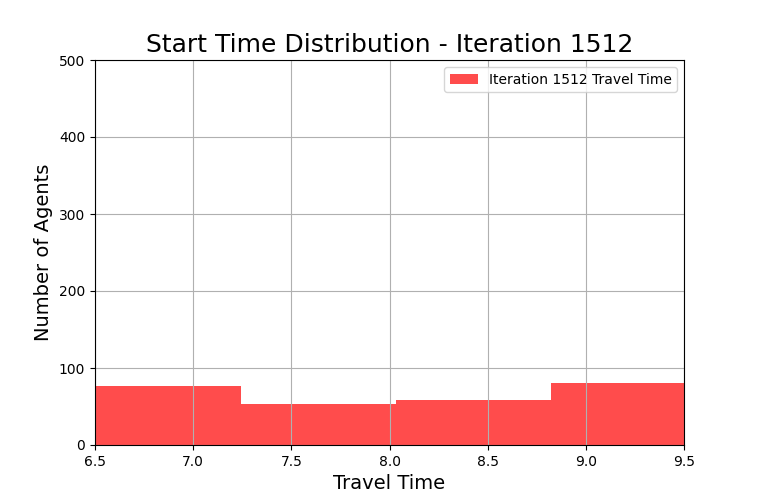 Start Time Distribution - Iteration 1512
500
400
300
200
100
0
Number of Agents
Iteration 1512 Travel Time
6.5 7.0 7.5 8.0 8.5 9.0 9.5
Travel Time